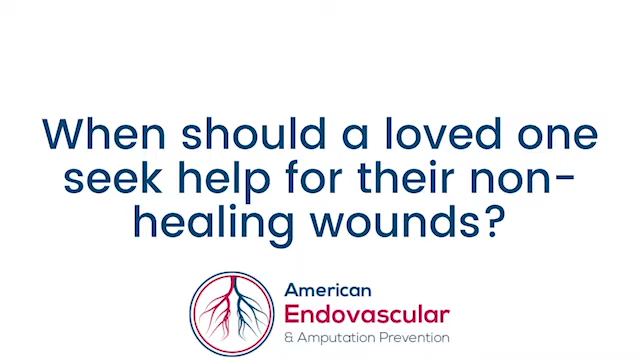 When should a loved one
seek help for their non-
healing wounds?
American
Endovascular
& Amputation Prevention